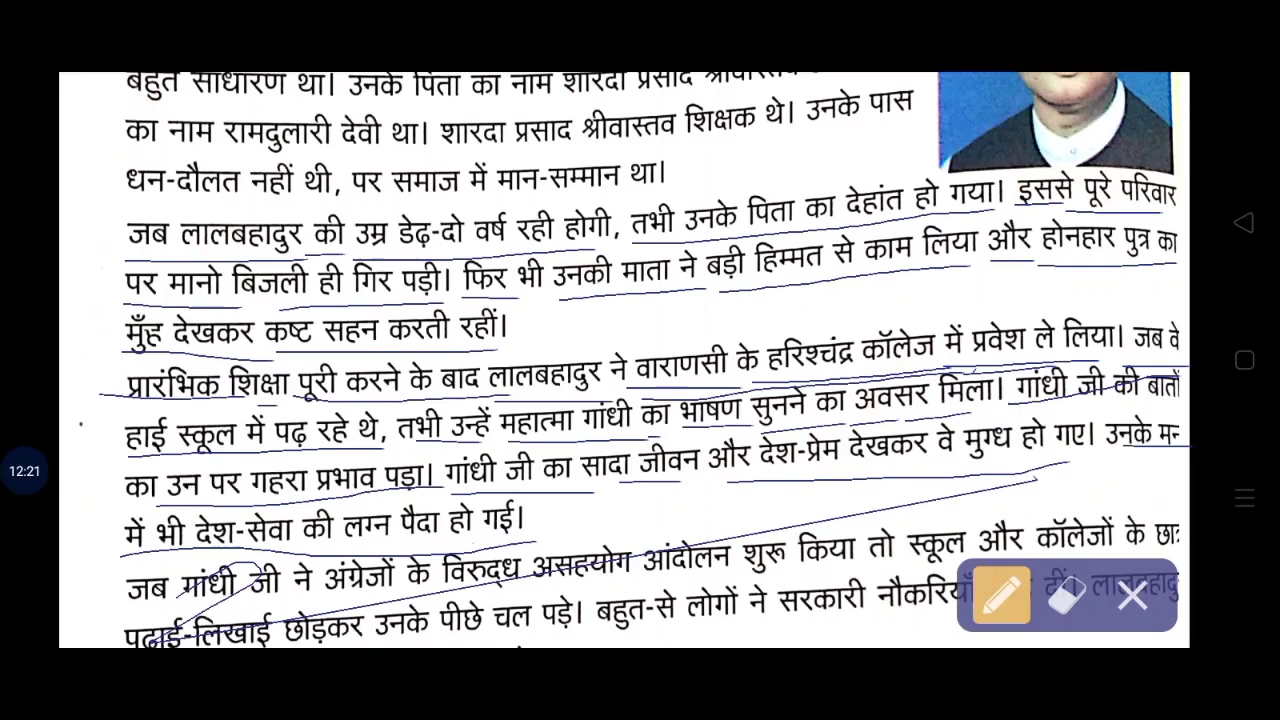 बहुत साधारण था। उनके पिता का नाम शारदा प्रसाद श्रीवास्तव
का नाम रामदुलारी देवी था। शारदा प्रसाद श्रीवास्तव शिक्षक थे। उनके पास
धन-दौलत नहीं थी, पर समाज में मान-सम्मान था।
जब लालबहादुर की उम्र डेढ़-दो वर्ष रही होगी, तभी उनके पिता का देहांत हो गया। इससे पूरे परिवार
पर मानो बिजली ही गिर पड़ी। फिर भी उनकी माता ने बड़ी हिम्मत से काम लिया और होनहार पुत्र का
मुँह देखकर कष्ट सहन करती रहीं।
प्रारंभिक शिक्षा पूरी करने के बाद लालबहादुर ने वाराणसी के हरिश्चंद्र कॉलेज में प्रवेश ले लिया। जब वे
हाई स्कूल में पढ़ रहे थे, तभी उन्हें महात्मा गांधी का भाषण सुनने का अवसर मिला। गांधी जी की बातों
का उन पर गहरा प्रभाव पड़ा। गांधी जी का सादा जीवन और देश-प्रेम देखकर वे मुग्ध हो गए। उनके मन
में भी देश-सेवा की लग्न पैदा हो गई।
जब गांधी जी ने अंग्रेजों के विरुद्ध असहयोग आंदोलन शुरू किया तो स्कूल और कॉलेजों के छात्र
पढ़ाई-लिखाई छोड़कर उनके पीछे चल पड़े। बहुत-से लोगों ने सरकारी
12:21